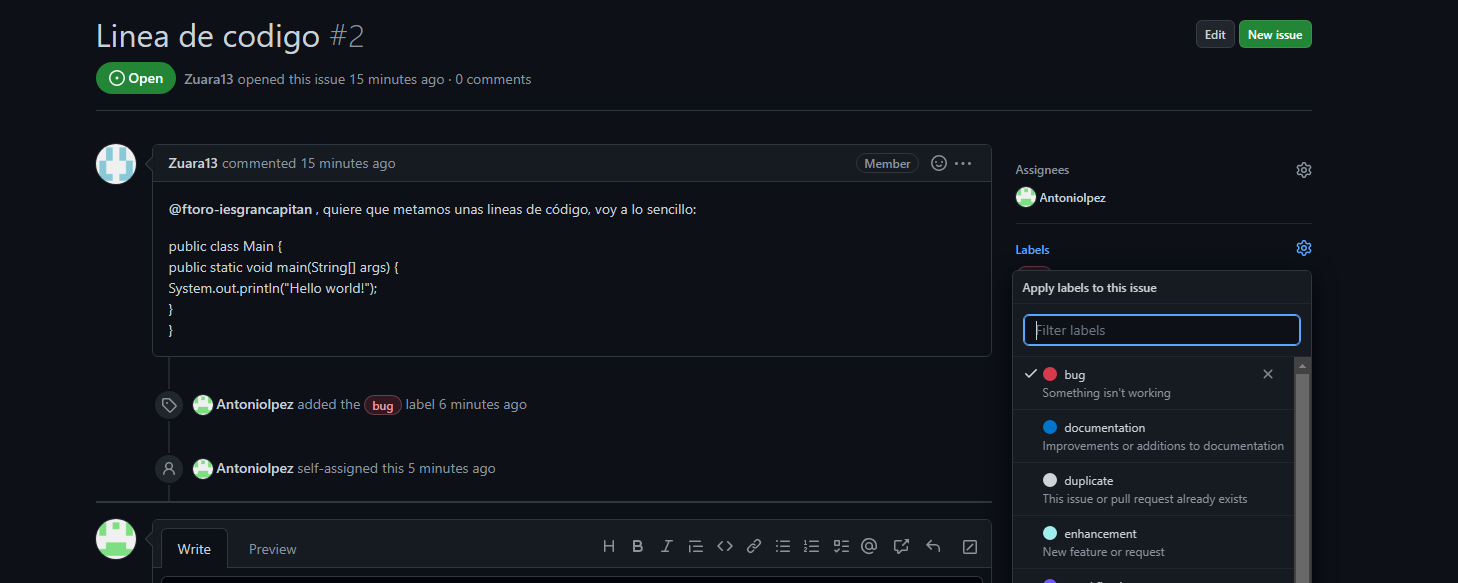 Linea de codigo #2
Edit
New issue
Open
Zuara13 opened this issue 15 minutes ago · 0 comments
Zuara13 commented 15 minutes ago
Member
@ftoro-iesgrancapitan , quiere que metamos unas lineas de código, voy a lo sencillo:
public class Main {
public static void main(String[] args) {
System.out.println("Hello world!");
}
}
Antoniolpez added the bug label 6 minutes ago
Antoniolpez self-assigned this 5 minutes ago
Write
Preview
Assignees
Antoniolpez
Labels
Apply labels to this issue
Filter labels
bug
Something isn't working
documentation
Improvements or additions to documentation
duplicate
This issue or pull request already exists
enhancement
New feature or request